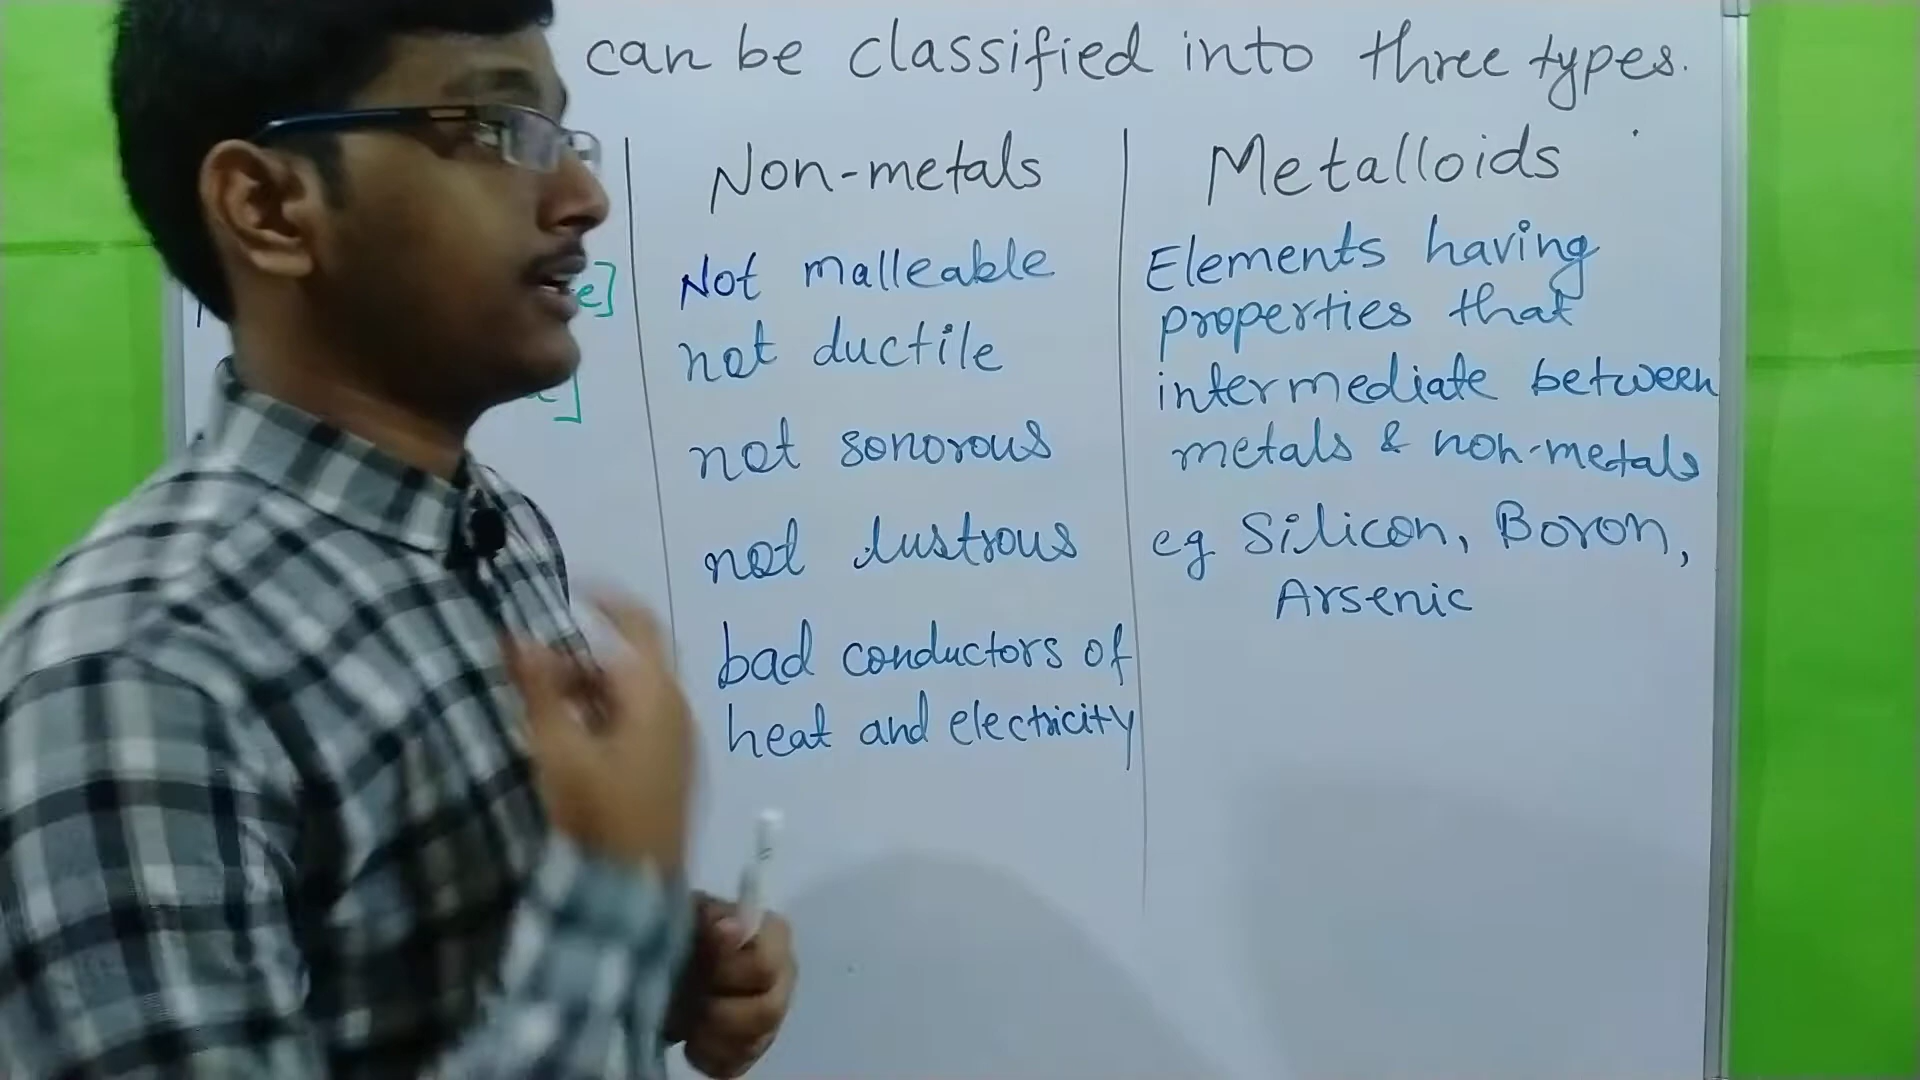 can be classified into three types.
Non-metals
Not malleable
not ductile
not sonorous
not lustrous
bad conductors of
heat and electricity
Metalloids
Elements having
properties that
intermediate between
metals & non-metals
eg Silicon, Boron,
Arsenic